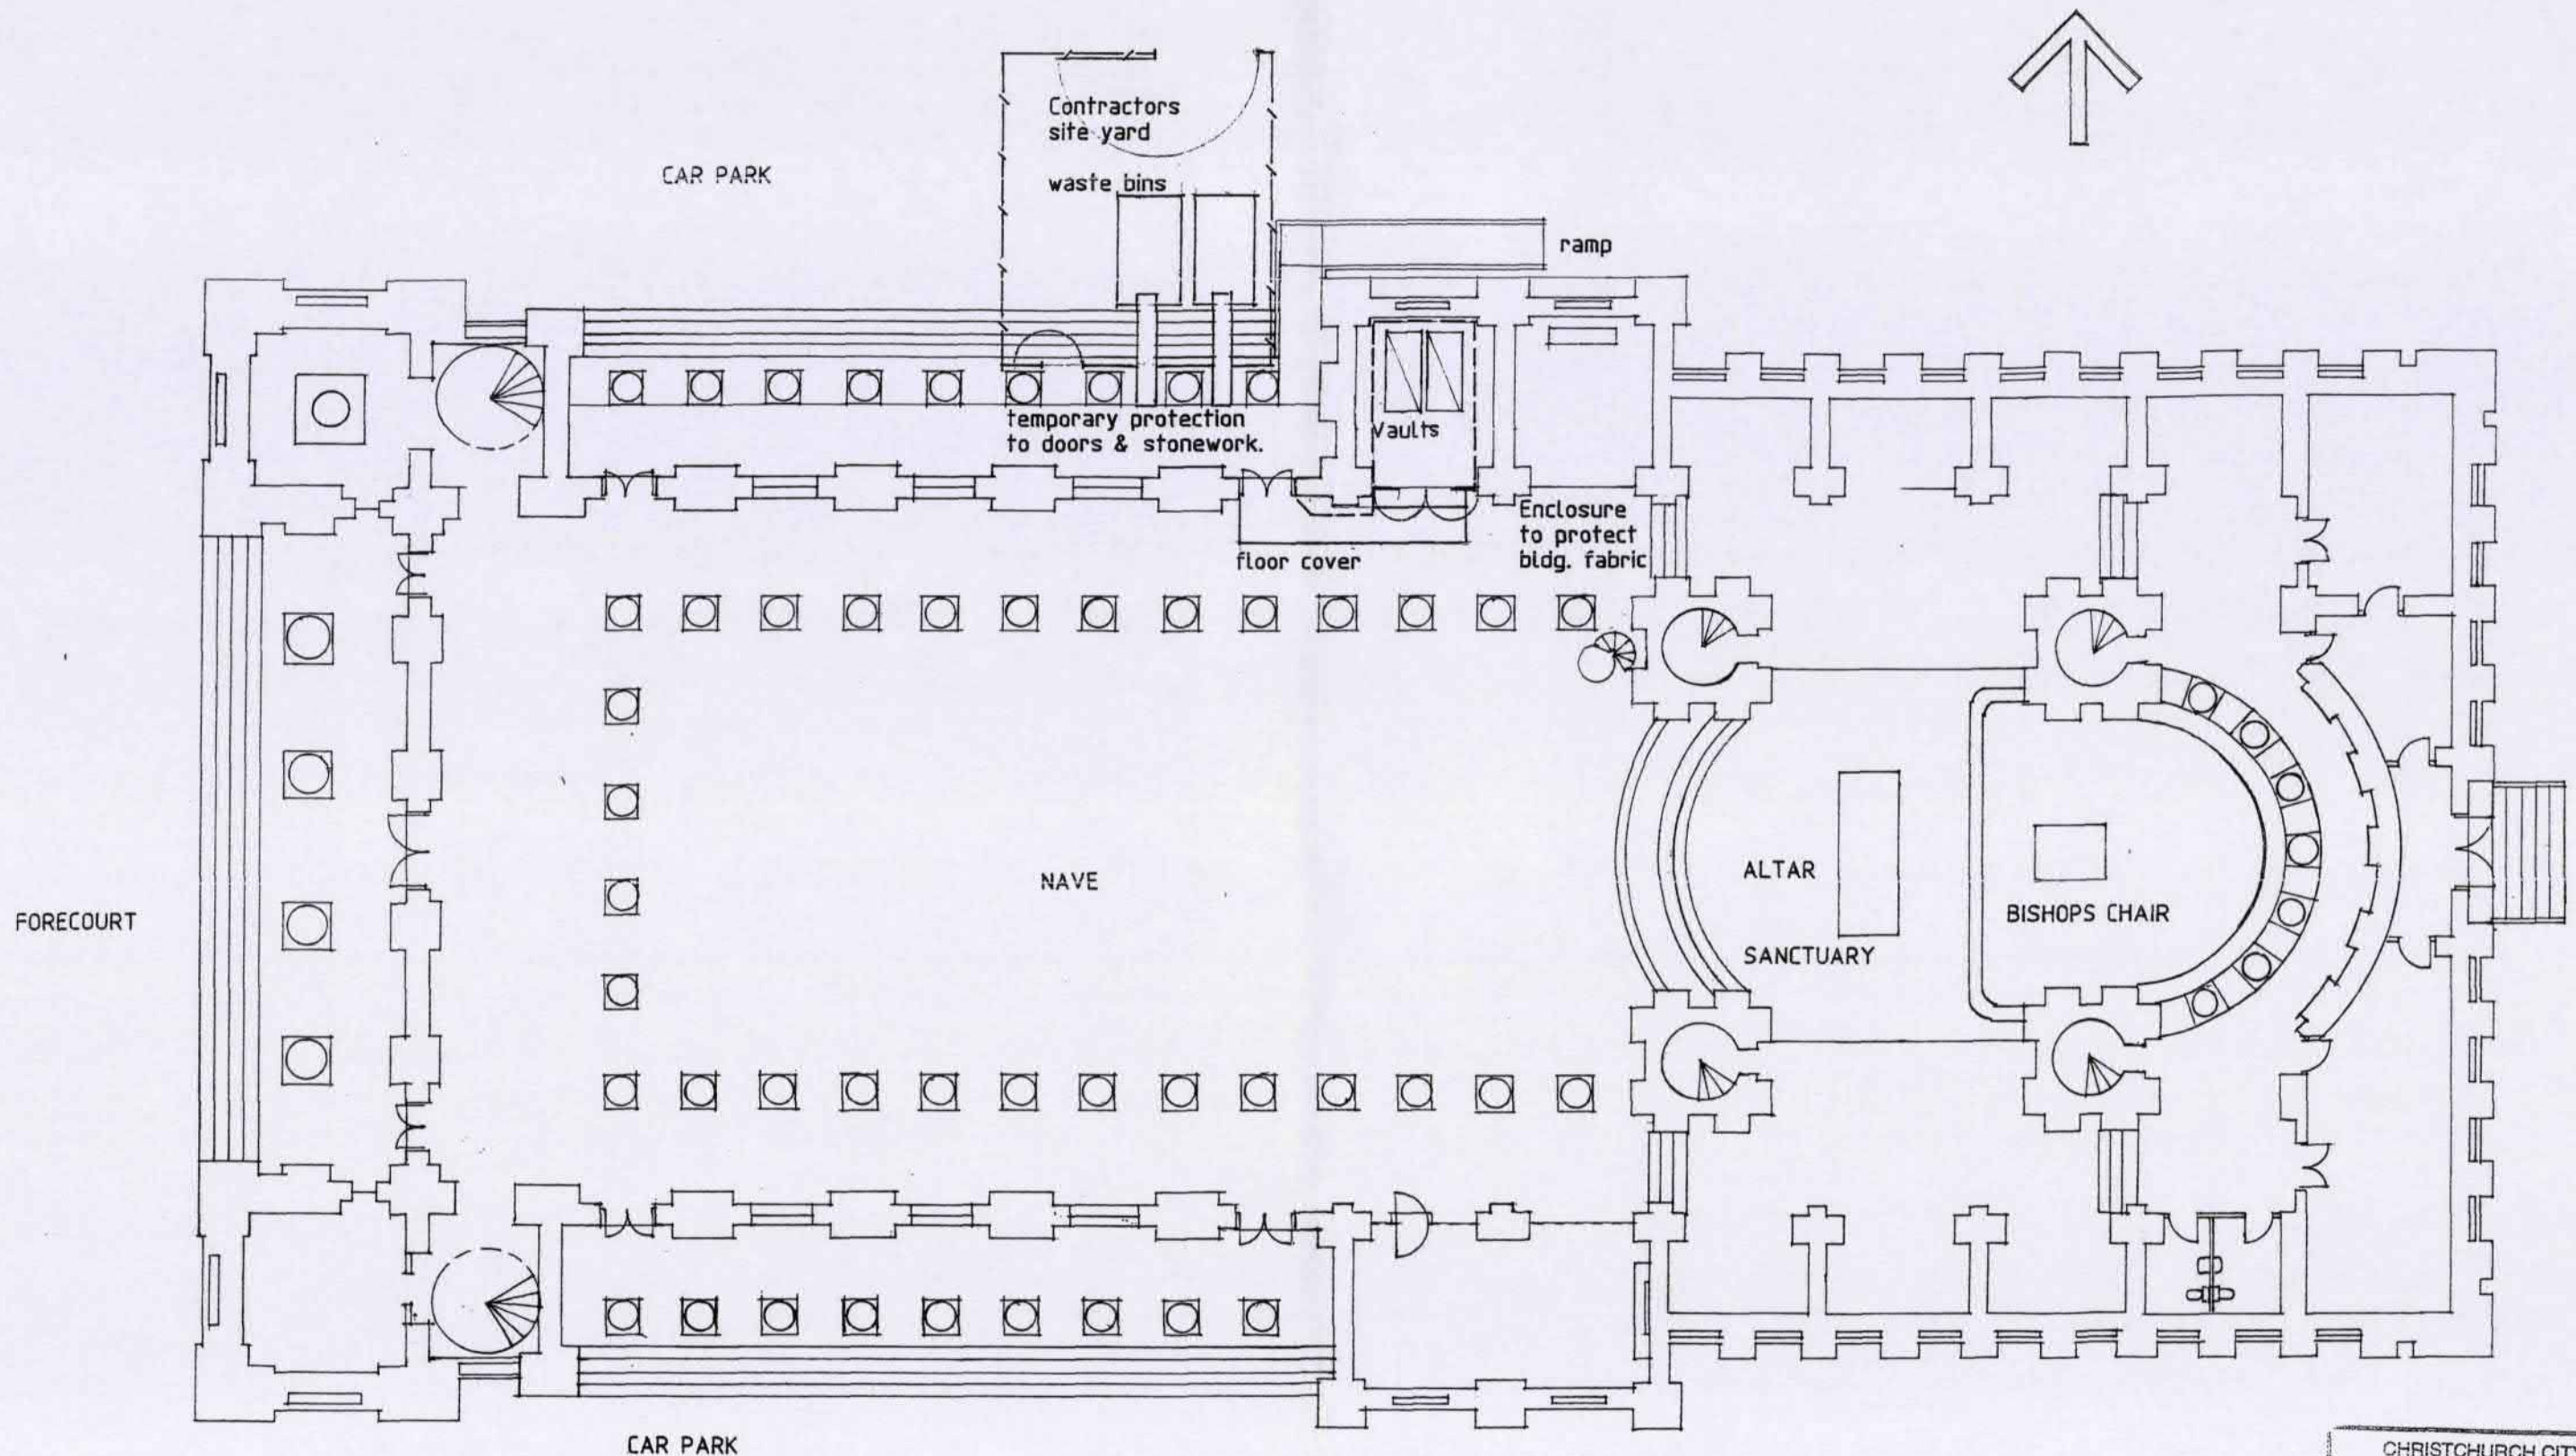 Contractors
site yard
waste bins
CAR PARK
ramp
temporary protection
to doors & stonework.
Vaults
Enclosure
to protect
bldg. fabric
floor cover
NAVE
FORECOURT
ALTAR
SANCTUARY
BISHOPS CHAIR
CAR PARK
CHRISTCHURCH